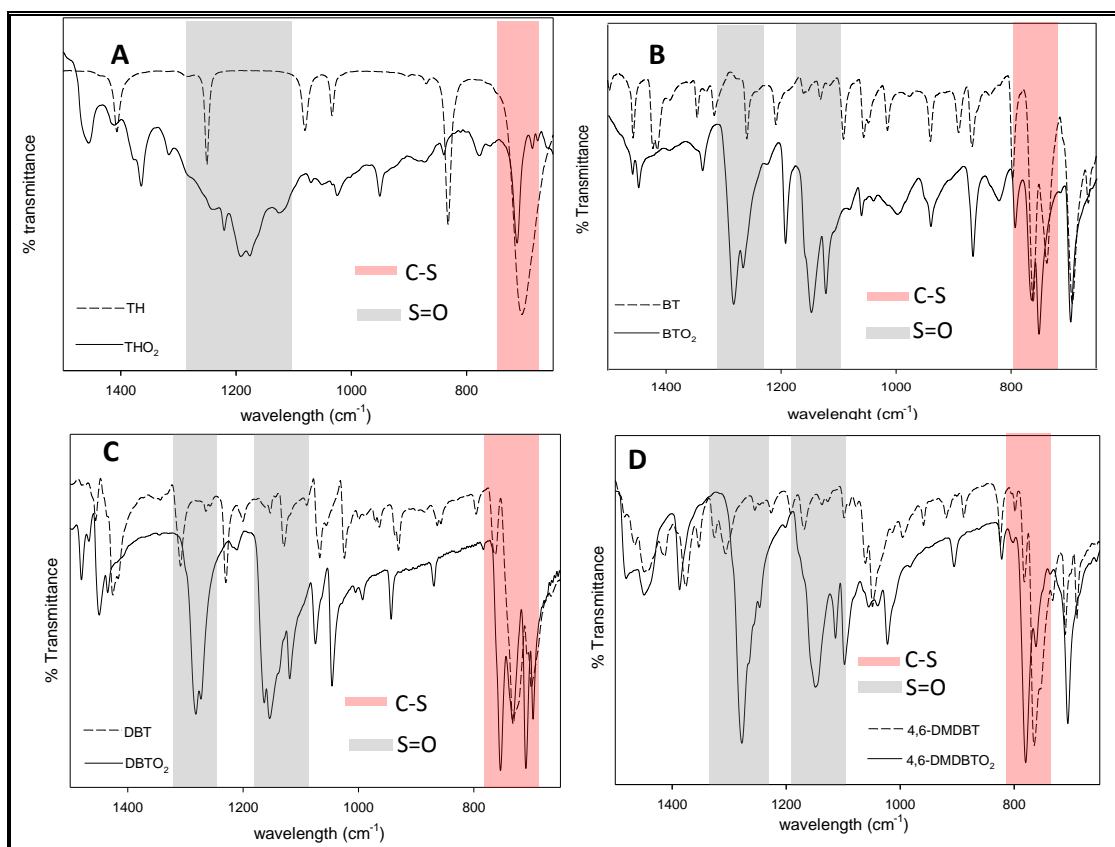 A
% transmittance
C-S
S=O
TH
THO₂
1400 1200 1000 800
wavelength (cm⁻¹)
B
% Transmittance
C-S
S=O
BT
BTO₂
1400 1200 1000 800
wavelenght (cm⁻¹)
C
% Transmittance
C-S
S=O
DBT
DBTO₂
1400 1200 1000 800
wavelength (cm⁻¹)
D
% Transmittance
C-S
S=O
4,6-DMDBT
4,6-DMDBTO₂
1400 1200 1000 800
wavelength (cm⁻¹)